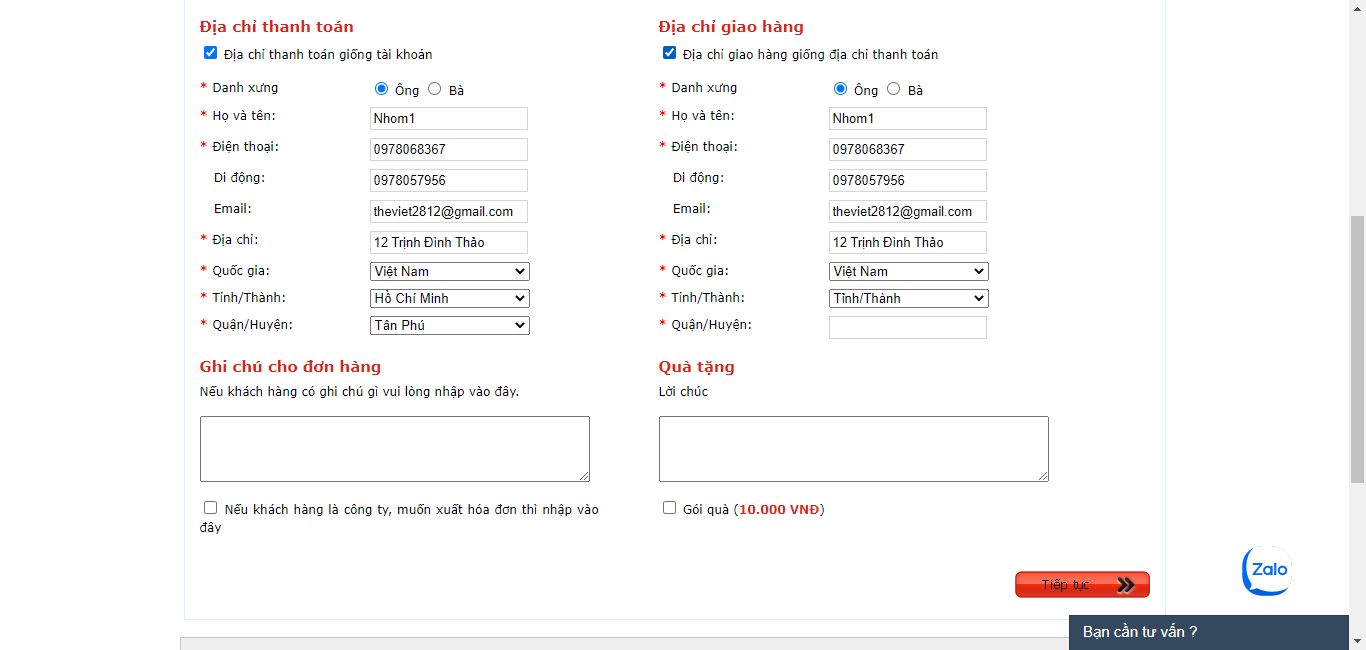 Địa chỉ thanh toán
Địa chỉ thanh toán giống tài khoản
* Danh xưng
Ông
Bà
* Họ và tên:
Nhom1
* Điện thoại:
0978068367
Di động:
0978057956
Email:
theviet2812@gmail.com
* Địa chỉ:
12 Trịnh Đình Thảo
* Quốc gia:
Việt Nam
* Tỉnh/Thành:
Hồ Chí Minh
* Quận/Huyện:
Tân Phú
Địa chỉ giao hàng
Địa chỉ giao hàng giống địa chỉ thanh toán
* Danh xưng
Ông
Bà
* Họ và tên:
Nhom1
* Điện thoại:
0978068367
Di động:
0978057956
Email:
theviet2812@gmail.com
* Địa chỉ:
12 Trịnh Đình Thảo
* Quốc gia:
Việt Nam
* Tỉnh/Thành:
Tỉnh/Thành
* Quận/Huyện:
Ghi chú cho đơn hàng
Nếu khách hàng có ghi chú gì vui lòng nhập vào đây.
Nếu khách hàng là công ty, muốn xuất hóa đơn thì nhập vào
đây
Quà tặng
Lời chúc
Gói quà (10.000 VNĐ)
Tiếp tục
Zalo
Bạn cần tư vấn ?